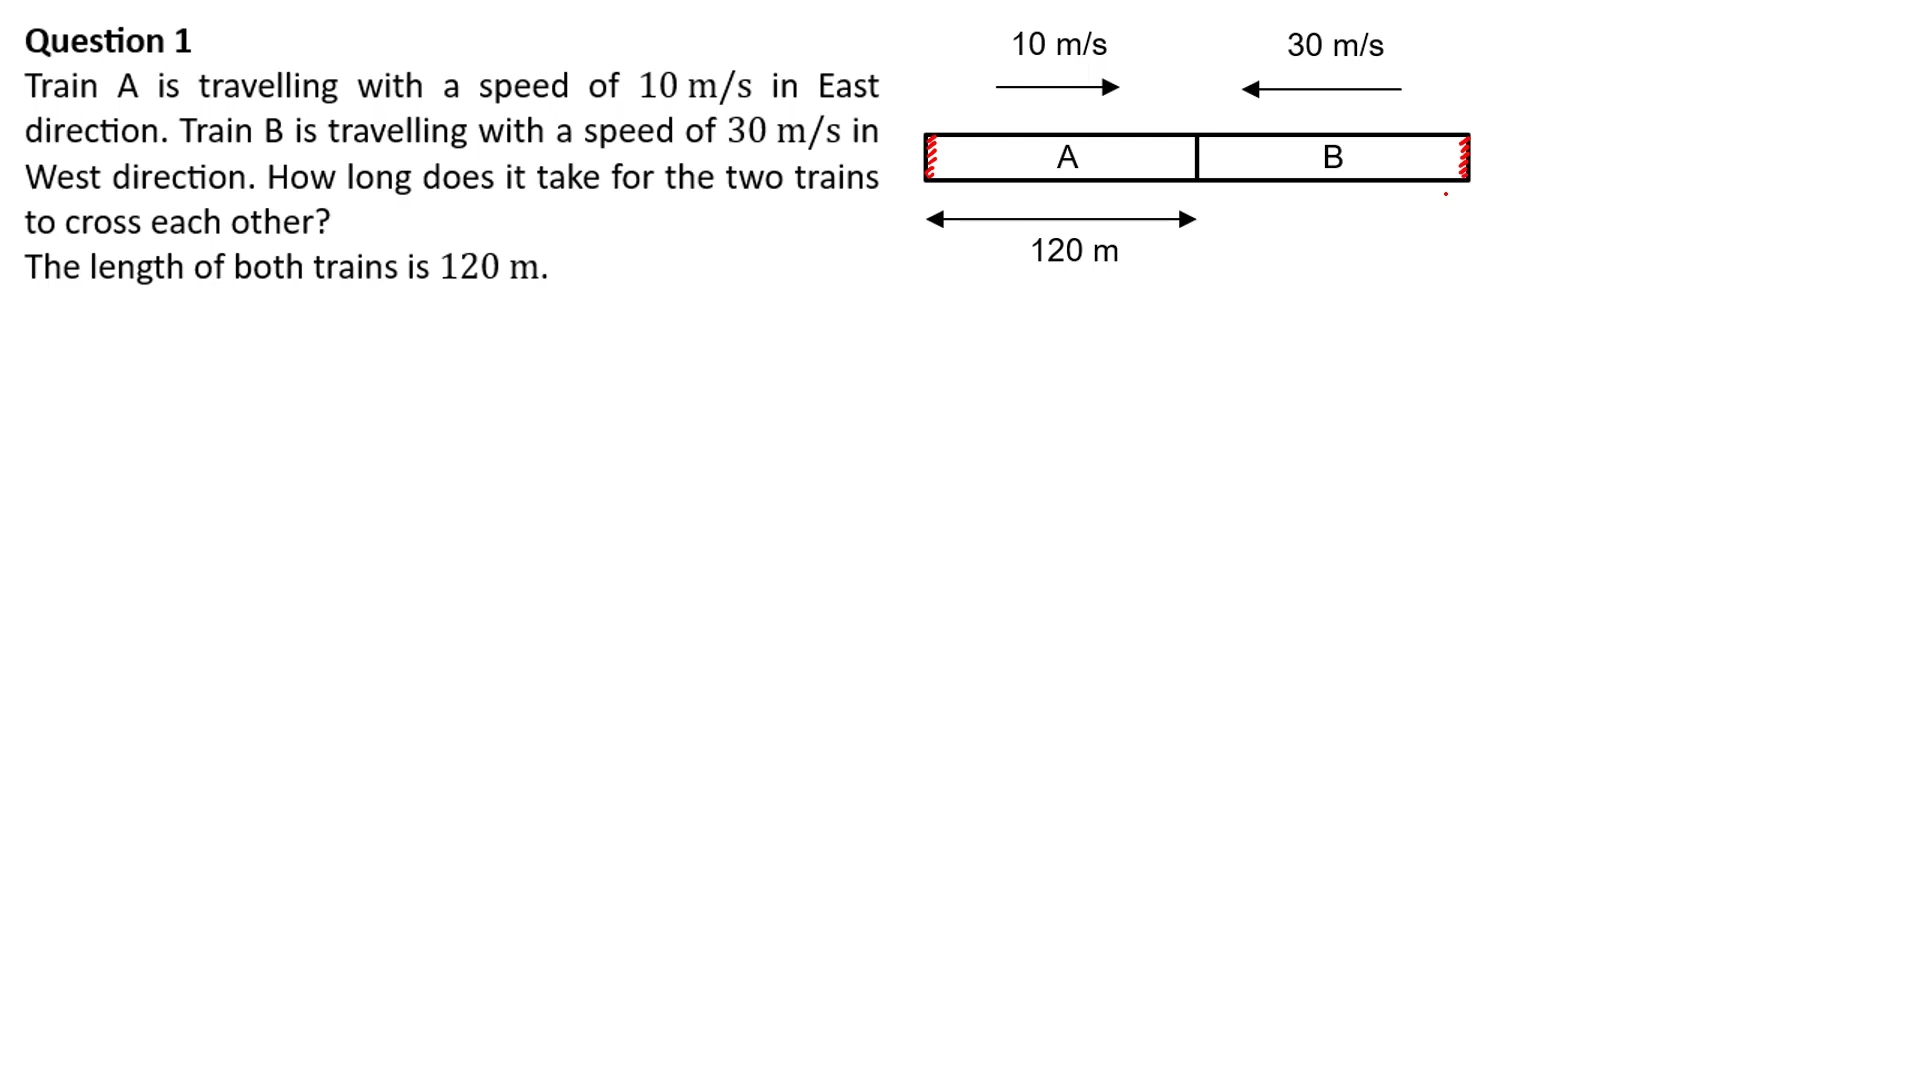 Question 1
Train A is travelling with a speed of 10 m/s in East
direction. Train B is travelling with a speed of 30 m/s in
West direction. How long does it take for the two trains
to cross each other?
The length of both trains is 120 m.
10 m/s
30 m/s
A
B
120 m